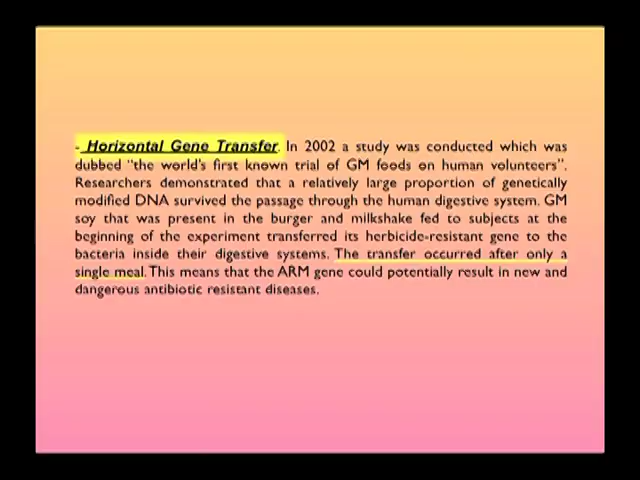 - Horizontal Gene Transfer. In 2002 a study was conducted which was
dubbed “the world's first known trial of GM foods on human volunteers”.
Researchers demonstrated that a relatively large proportion of genetically
modified DNA survived the passage through the human digestive system. GM
soy that was present in the burger and milkshake fed to subjects at the
beginning of the experiment transferred its herbicide-resistant gene to the
bacteria inside their digestive systems. The transfer occurred after only a
single meal. This means that the ARM gene could potentially result in new and
dangerous antibiotic resistant diseases.